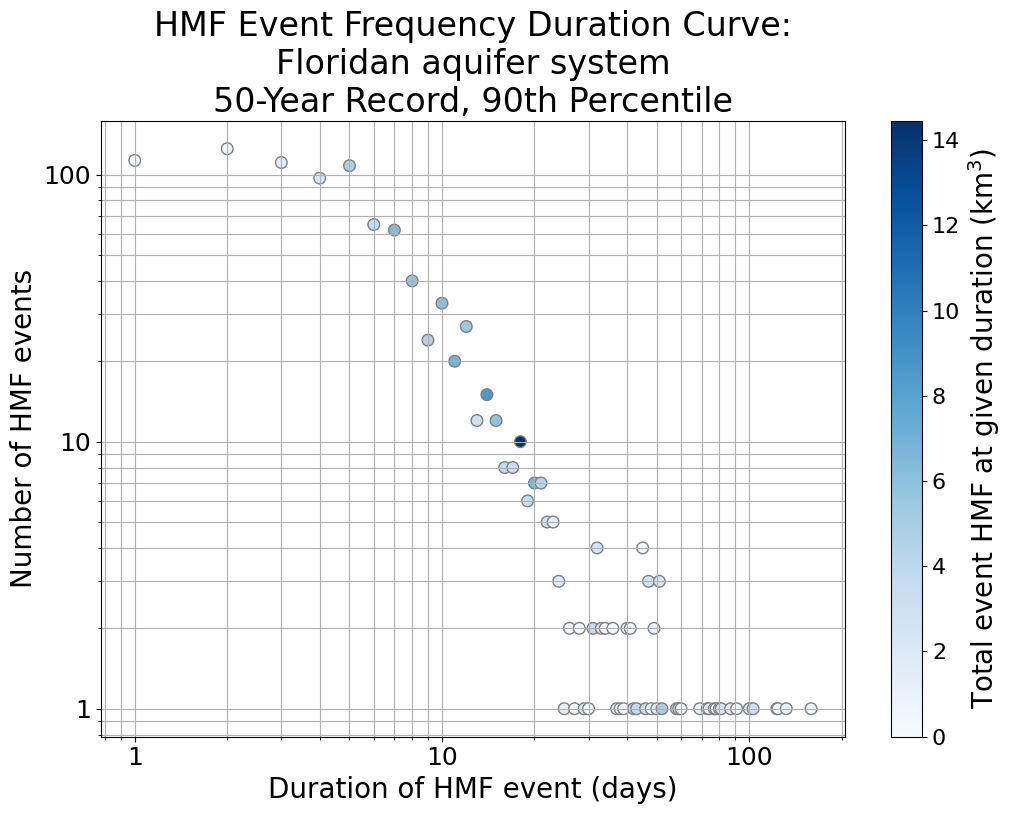 HMF Event Frequency Duration Curve:
Floridan aquifer system
50-Year Record, 90th Percentile
Number of HMF events
100
10
1
1 10 100
Duration of HMF event (days)
14
12
10
8
6
4
2
0
Total event HMF at given duration (km³)